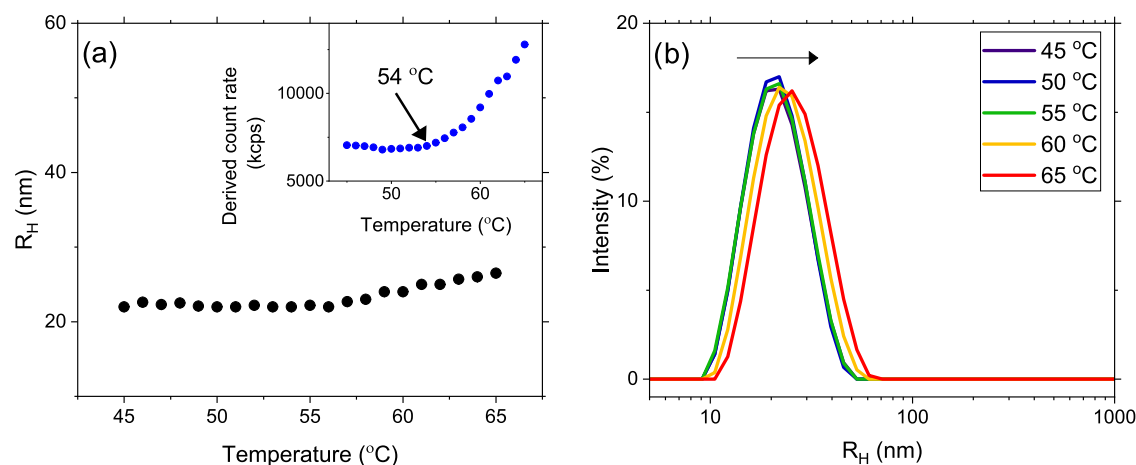 (a)
R_H (nm)
60
40
20
45
50
55
60
65
Temperature (°C)
Derived count rate
(kcps)
10000
5000
54 °C
50
60
Temperature (°C)
(b)
Intensity (%)
20
10
0
45 °C
50 °C
55 °C
60 °C
65 °C
10
100
1000
R_H (nm)